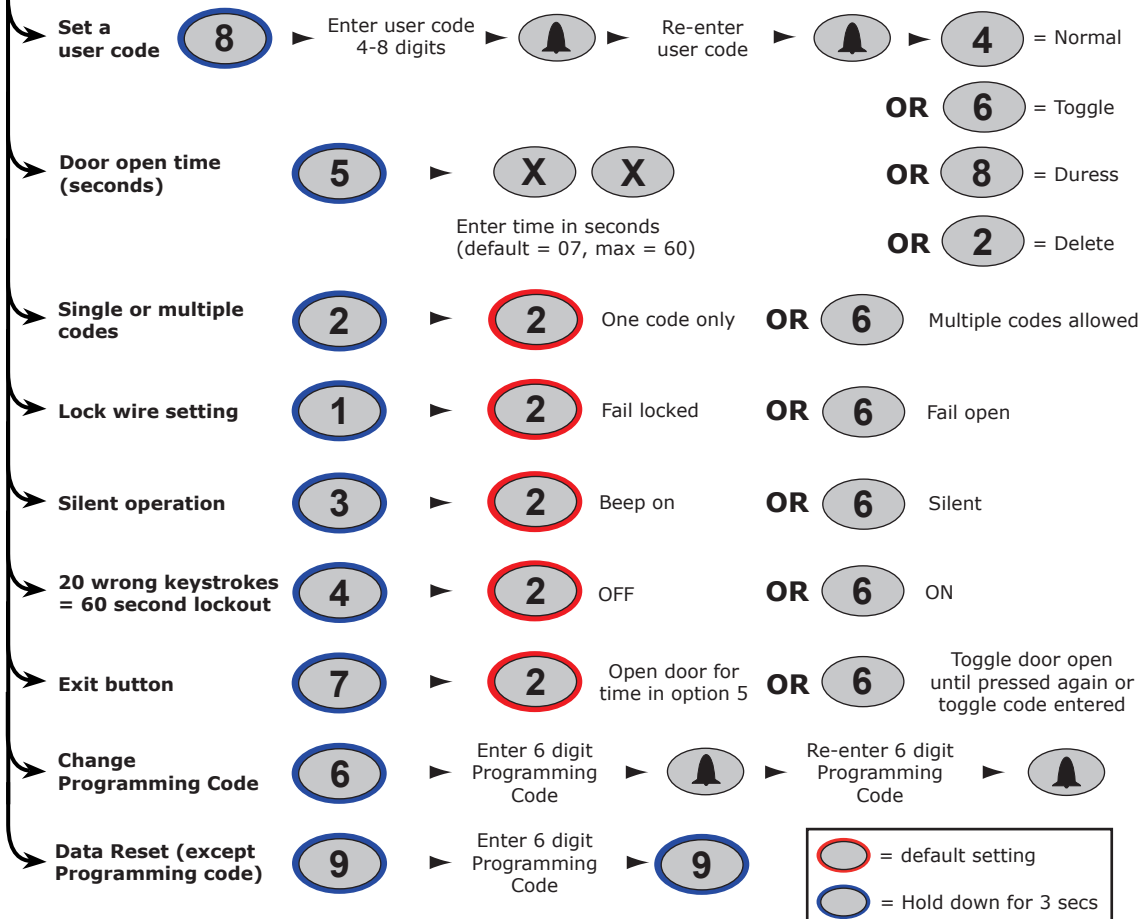 Set a
user code
8
Enter user code
4-8 digits
Re-enter
user code
4
= Normal
OR
6
= Toggle
Door open time
(seconds)
5
X
X
Enter time in seconds
(default = 07, max = 60)
OR
8
= Duress
OR
2
= Delete
Single or multiple
codes
2
2
One code only
OR
6
Multiple codes allowed
Lock wire setting
1
2
Fail locked
OR
6
Fail open
Silent operation
3
2
Beep on
OR
6
Silent
20 wrong keystrokes
= 60 second lockout
4
2
OFF
OR
6
ON
Exit button
7
2
Open door for
time in option 5
OR
6
Toggle door open
until pressed again or
toggle code entered
Change
Programming Code
6
Enter 6 digit
Programming
Code
Re-enter 6 digit
Programming
Code
Data Reset (except
Programming code)
9
Enter 6 digit
Programming
Code
9
= default setting
= Hold down for 3 secs